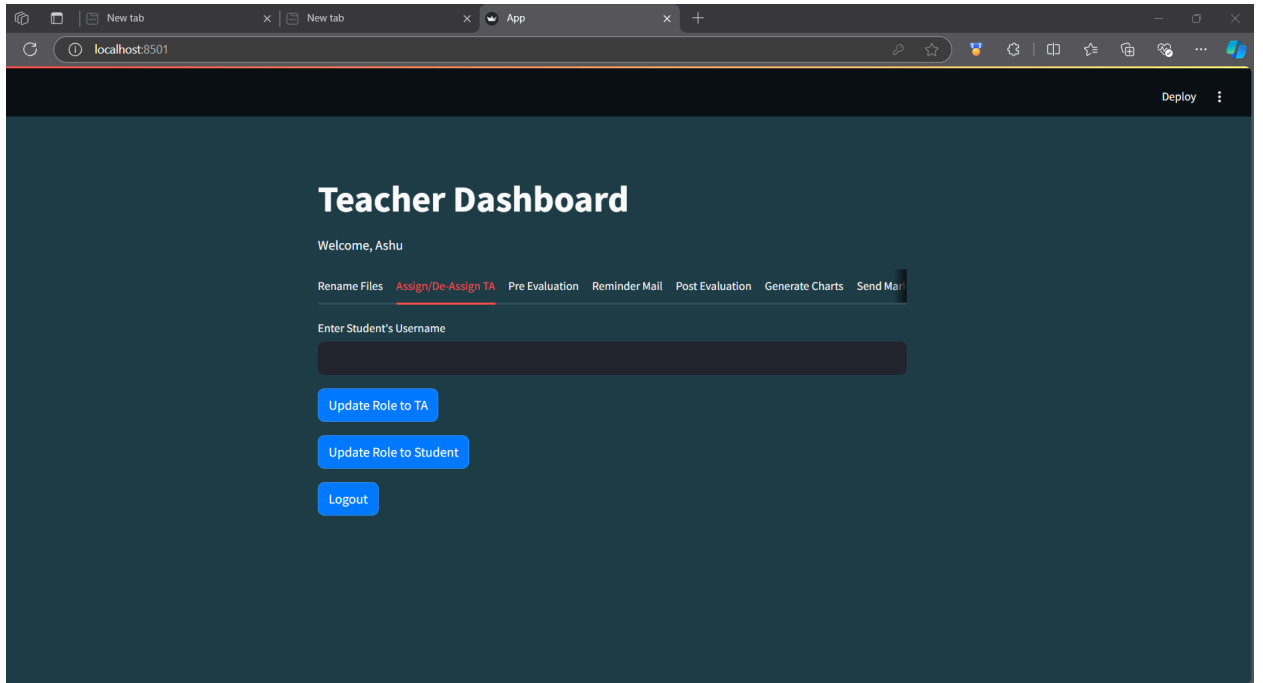 New tab
New tab
App
localhost:8501
Deploy
Teacher Dashboard
Welcome, Ashu
Rename Files Assign/De-Assign TA Pre Evaluation Reminder Mail Post Evaluation Generate Charts Send Mar
Enter Student's Username
Update Role to TA
Update Role to Student
Logout